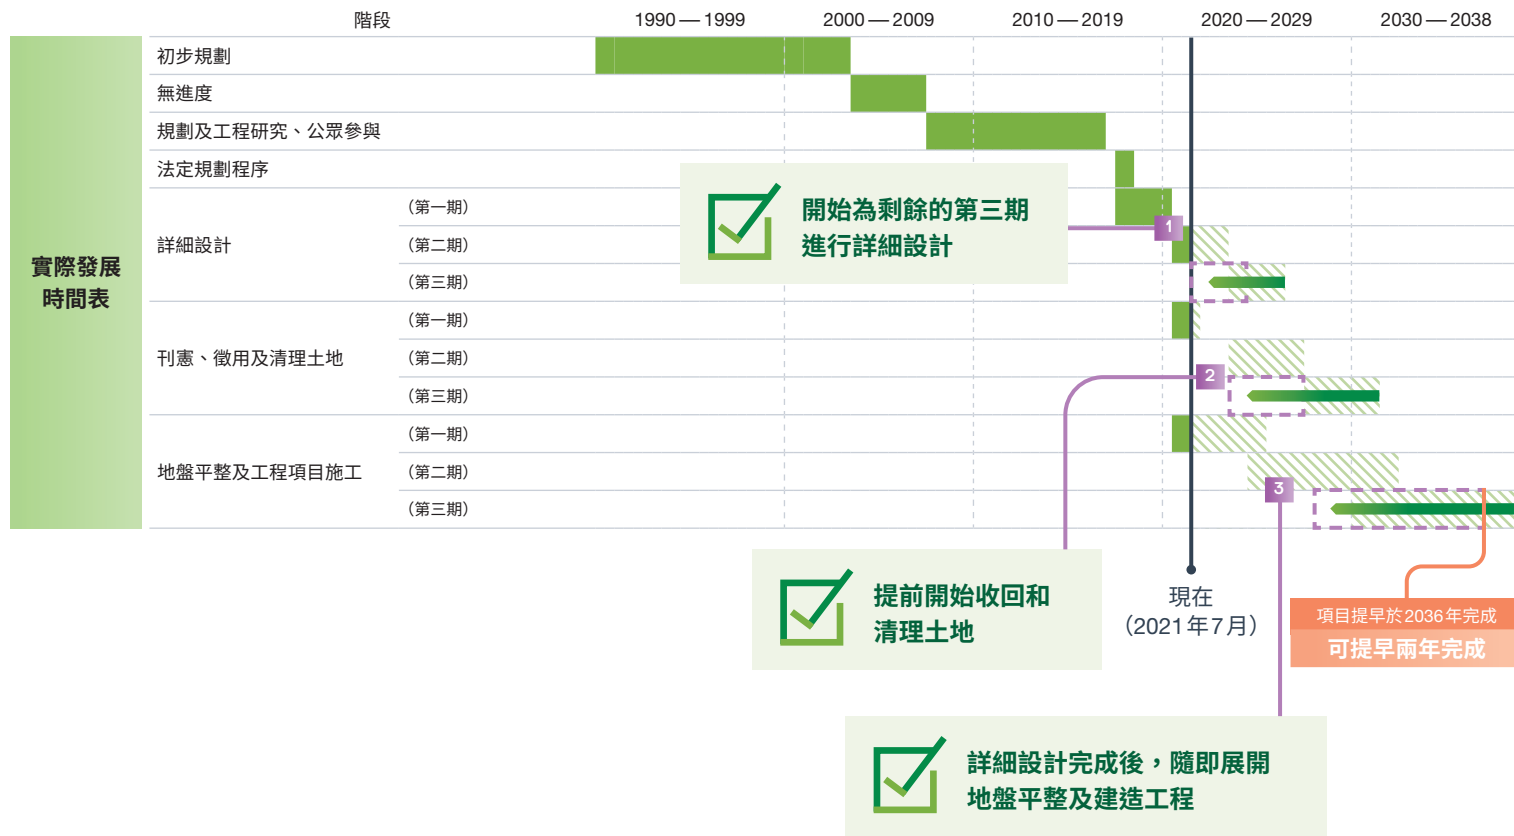 階段
1990 — 1999
2000 — 2009
2010 — 2019
2020 — 2029
2030 — 2038
實際發展
時間表
初步規劃
無進度
規劃及工程研究、公眾參與
法定規劃程序
詳細設計
（第一期）
（第二期）
（第三期）
刊憲、徵用及清理土地
（第一期）
（第二期）
（第三期）
地盤平整及工程項目施工
（第一期）
（第二期）
（第三期）
開始為剩餘的第三期
進行詳細設計
1
2
3
提前開始收回和
清理土地
現在
（2021年7月）
項目提早於2036年完成
可提早兩年完成
詳細設計完成後，隨即展開
地盤平整及建造工程